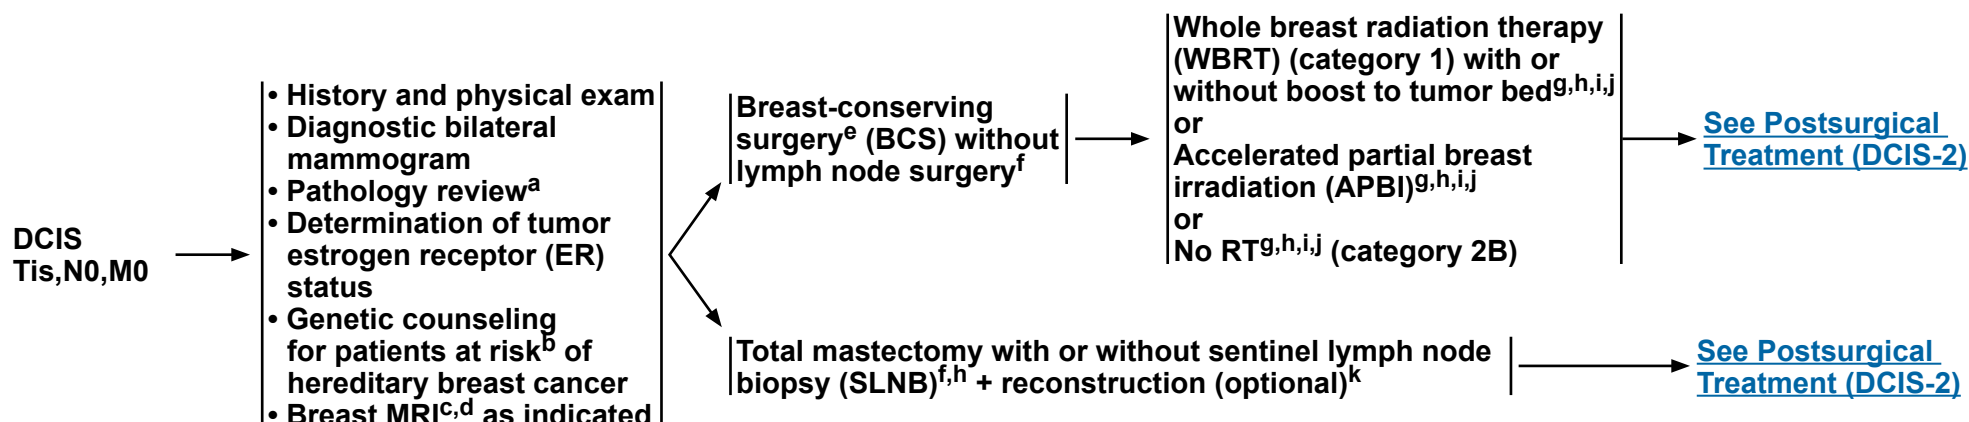 DCIS
Tis,N0,M0
• History and physical exam
• Diagnostic bilateral
mammogram
• Pathology reviewa
• Determination of tumor
estrogen receptor (ER)
status
• Genetic counseling
for patients at riskb of
hereditary breast cancer
• Breast MRIc,d as indicated
Breast-conserving
surgerye (BCS) without
lymph node surgeryf
Whole breast radiation therapy
(WBRT) (category 1) with or
without boost to tumor bedg,h,i,j
or
Accelerated partial breast
irradiation (APBI)g,h,i,j
or
No RTg,h,i,j (category 2B)
See Postsurgical
Treatment (DCIS-2)
Total mastectomy with or without sentinel lymph node
biopsy (SLNB)f,h + reconstruction (optional)k
See Postsurgical
Treatment (DCIS-2)